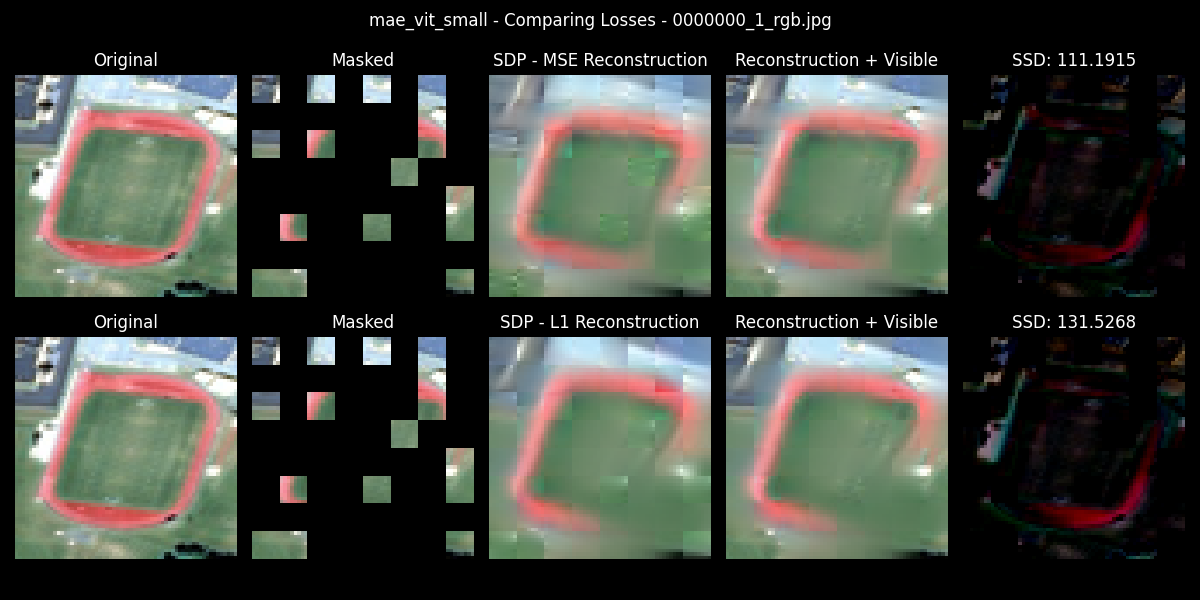 mae_vit_small - Comparing Losses - 0000000_1_rgb.jpg
Original
Masked
SDP - MSE Reconstruction
Reconstruction + Visible
SSD: 111.1915
Original
Masked
SDP - L1 Reconstruction
Reconstruction + Visible
SSD: 131.5268